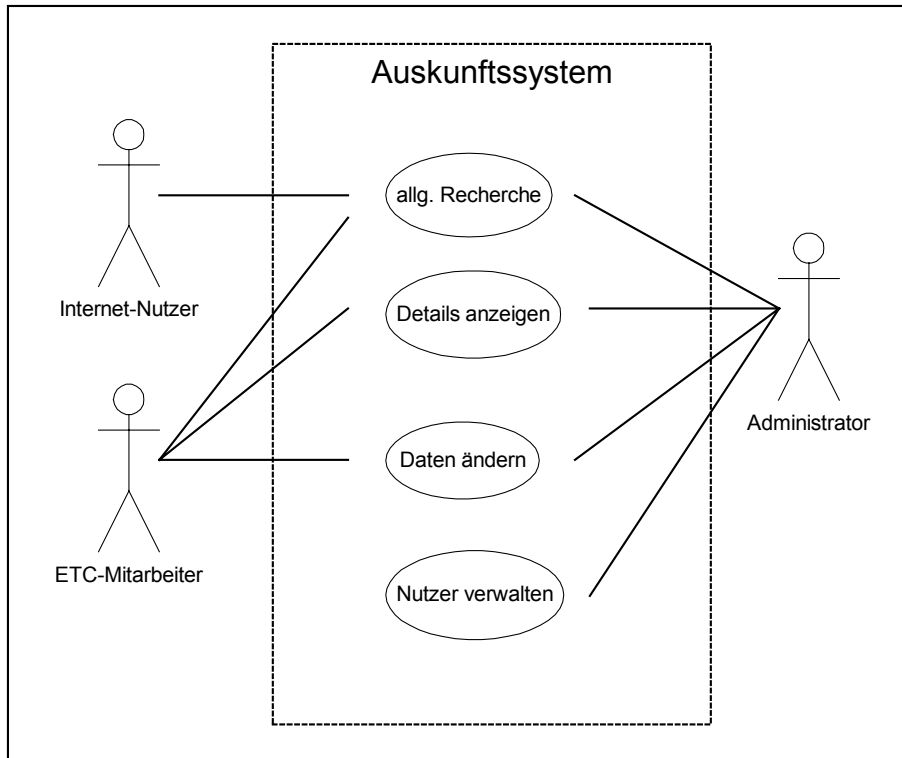 Auskunftssystem
allg. Recherche
Internet-Nutzer
Details anzeigen
Administrator
Daten ändern
ETC-Mitarbeiter
Nutzer verwalten